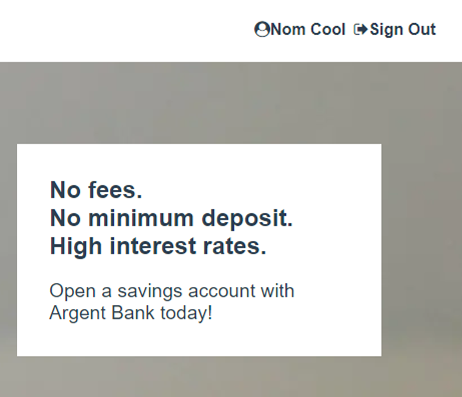 Nom Cool Sign Out
No fees.
No minimum deposit.
High interest rates.
Open a savings account with
Argent Bank today!